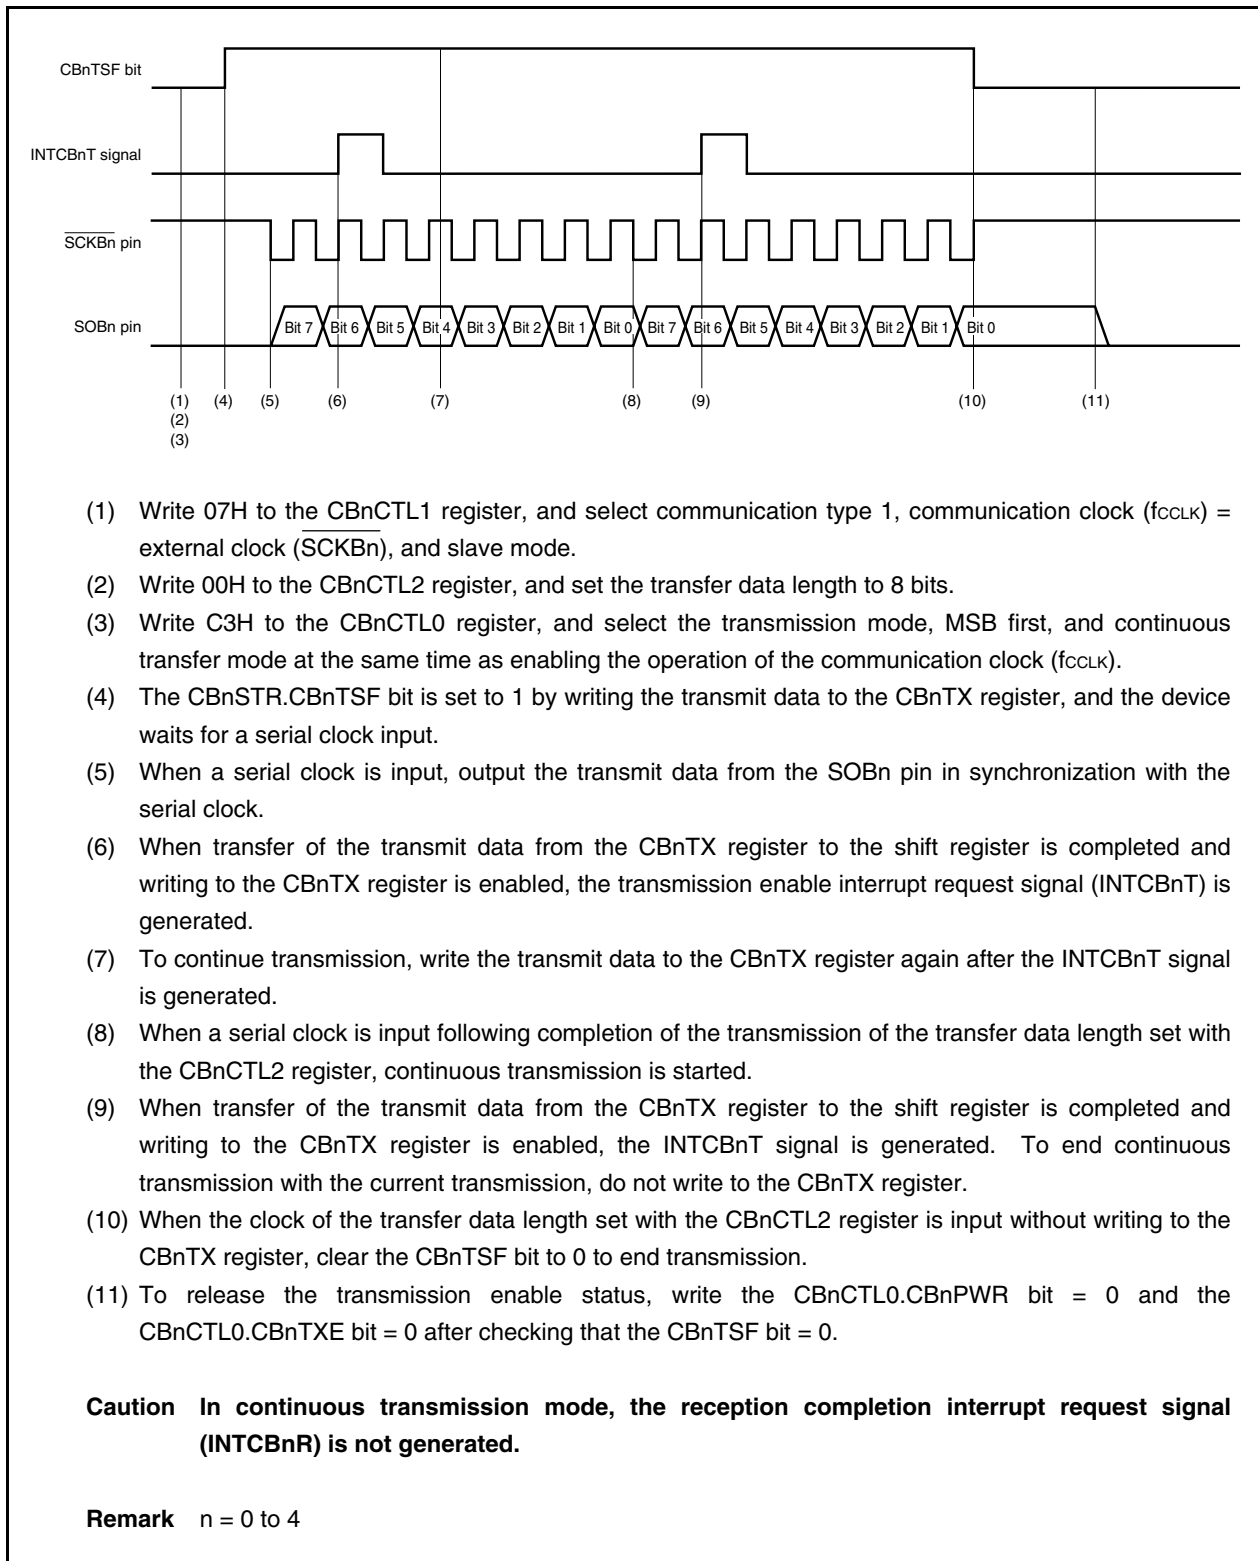 CBnTSF bit
INTCBnT signal
SCKBn pin
SOBn pin
Bit 7 Bit 6 Bit 5 Bit 4 Bit 3 Bit 2 Bit 1 Bit 0 Bit 7 Bit 6 Bit 5 Bit 4 Bit 3 Bit 2 Bit 1 Bit 0
(1) (4) (5) (6) (7) (8) (9) (10) (11)
(2)
(3)
(1) Write 07H to the CBnCTL1 register, and select communication type 1, communication clock (fCCLK) =
external clock (SCKBn), and slave mode.
(2) Write 00H to the CBnCTL2 register, and set the transfer data length to 8 bits.
(3) Write C3H to the CBnCTL0 register, and select the transmission mode, MSB first, and continuous
transfer mode at the same time as enabling the operation of the communication clock (fCCLK).
(4) The CBnSTR.CBnTSF bit is set to 1 by writing the transmit data to the CBnTX register, and the device
waits for a serial clock input.
(5) When a serial clock is input, output the transmit data from the SOBn pin in synchronization with the
serial clock.
(6) When transfer of the transmit data from the CBnTX register to the shift register is completed and
writing to the CBnTX register is enabled, the transmission enable interrupt request signal (INTCBnT) is
generated.
(7) To continue transmission, write the transmit data to the CBnTX register again after the INTCBnT signal
is generated.
(8) When a serial clock is input following completion of the transmission of the transfer data length set with
the CBnCTL2 register, continuous transmission is started.
(9) When transfer of the transmit data from the CBnTX register to the shift register is completed and
writing to the CBnTX register is enabled, the INTCBnT signal is generated. To end continuous
transmission with the current transmission, do not write to the CBnTX register.
(10) When the clock of the transfer data length set with the CBnCTL2 register is input without writing to the
CBnTX register, clear the CBnTSF bit to 0 to end transmission.
(11) To release the transmission enable status, write the CBnCTL0.CBnPWR bit = 0 and the
CBnCTL0.CBnTXE bit = 0 after checking that the CBnTSF bit = 0.
Caution In continuous transmission mode, the reception completion interrupt request signal
(INTCBnR) is not generated.
Remark n = 0 to 4